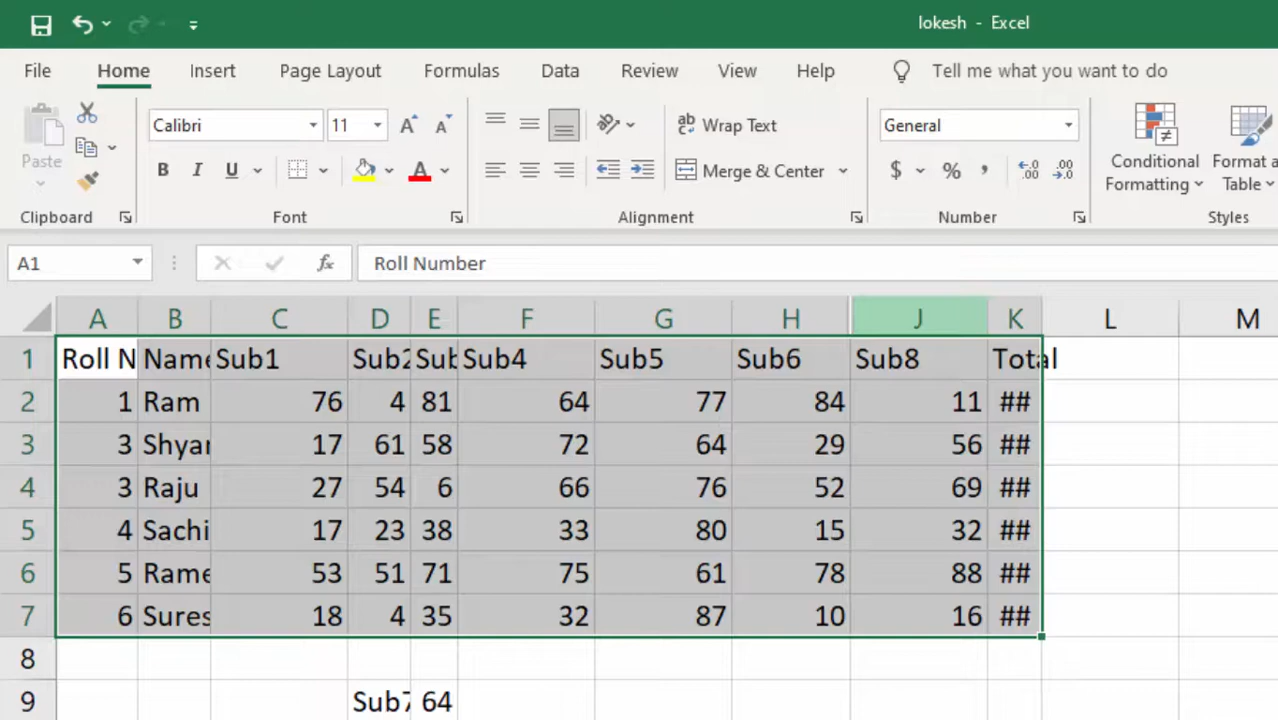 lokesh - Excel
File Home Insert Page Layout Formulas Data Review View Help Tell me what you want to do
Calibri 11 A A ab Wrap Text General
Paste B I U A Merge & Center $ % , .00 Conditional Formatting Format a Table
Clipboard Font Alignment Number Styles
A1 fx Roll Number
A B C D E F G H J K L M
1 Roll N Name Sub1 Sub2 Sub Sub4 Sub5 Sub6 Sub8 Total
2 1 Ram 76 4 81 64 77 84 11 ##
3 3 Shyam 17 61 58 72 64 29 56 ##
4 3 Raju 27 54 6 66 76 52 69 ##
5 4 Sachi 17 23 38 33 80 15 32 ##
6 5 Rame 53 51 71 75 61 78 88 ##
7 6 Sures 18 4 35 32 87 10 16 ##
8
9 Sub7 64